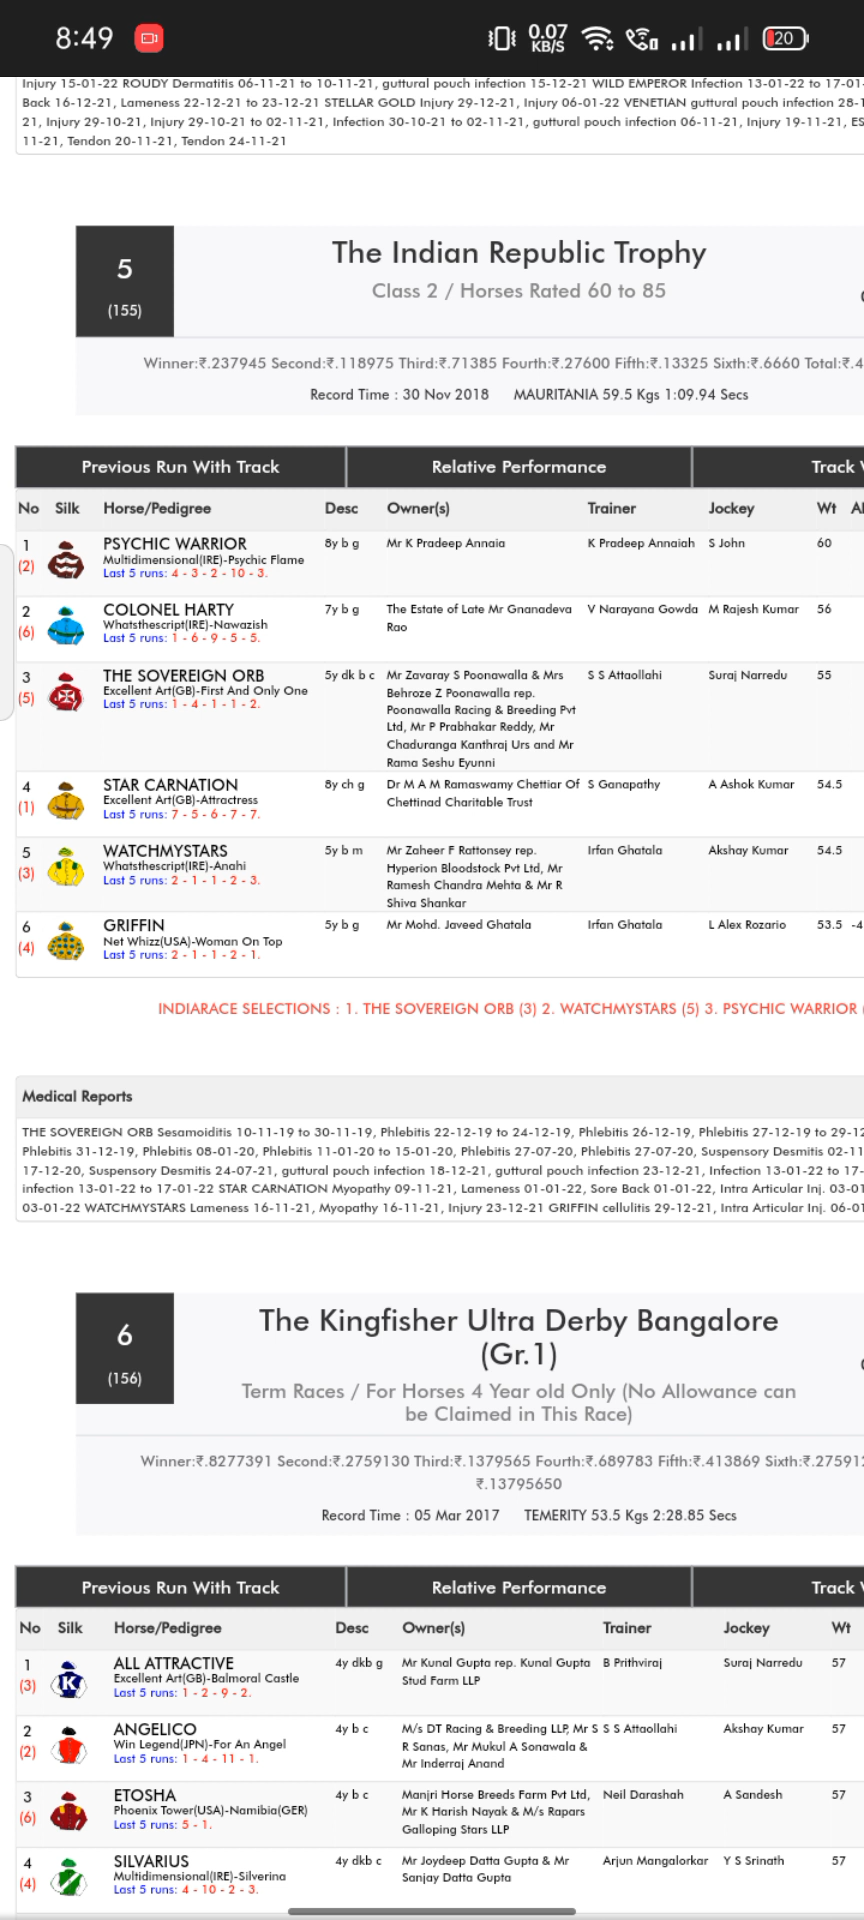 8:49
0.07
KB/S
20
Injury 15-01-22 ROUDY Dermatitis 06-11-21 to 10-11-21, guttural pouch infection 15-12-21 WILD EMPEROR Infection 13-01-22 to 17-01-
Back 16-12-21, Lameness 22-12-21 to 23-12-21 STELLAR GOLD Injury 29-12-21, Injury 06-01-22 VENETIAN guttural pouch infection 28-1
21, Injury 29-10-21, Injury 29-10-21 to 02-11-21, Infection 30-10-21 to 02-11-21, guttural pouch infection 06-11-21, Injury 19-11-21, ES
11-21, Tendon 20-11-21, Tendon 24-11-21
5
(155)
The Indian Republic Trophy
Class 2 / Horses Rated 60 to 85
Winner:₹.237945 Second:₹.118975 Third:₹.71385 Fourth:₹.27600 Fifth:₹.13325 Sixth:₹.6660 Total:₹.4
Record Time : 30 Nov 2018 MAURITANIA 59.5 Kgs 1:09.94 Secs
Previous Run With Track Relative Performance Track
No Silk Horse/Pedigree Desc Owner(s) Trainer Jockey Wt Al
1 PSYCHIC WARRIOR 8y b g Mr K Pradeep Annaia K Pradeep Annaiah S John 60
(2) Multidimensional(IRE)-Psychic Flame
Last 5 runs: 4 - 3 - 2 - 10 - 3.
2 COLONEL HARTY 7y b g The Estate of Late Mr Gnanadeva V Narayana Gowda M Rajesh Kumar 56
(6) Whatsthescript(IRE)-Nawazish Rao
Last 5 runs: 1 - 6 - 9 - 5 - 5.
3 THE SOVEREIGN ORB 5y dk b c Mr Zavaray S Poonawalla & Mrs S S Attaollahi Suraj Narredu 55
(5) Excellent Art(GB)-First And Only One Behroze Z Poonawalla rep.
Last 5 runs: 1 - 4 - 1 - 1 - 2. Poonawalla Racing & Breeding Pvt
Ltd, Mr P Prabhakar Reddy, Mr
Chaduranga Kanthraj Urs and Mr
Rama Seshu Eyunni
4 STAR CARNATION 8y ch g Dr M A M Ramaswamy Chettiar Of S Ganapathy A Ashok Kumar 54.5
(1) Excellent Art(GB)-Attractress Chettinad Charitable Trust
Last 5 runs: 7 - 5 - 6 - 7 - 7.
5 WATCHMYSTARS 5y b m Mr Zaheer F Rattonsey rep. Irfan Ghatala Akshay Kumar 54.5
(3) Whatsthescript(IRE)-Anahi Hyperion Bloodstock Pvt Ltd, Mr
Last 5 runs: 2 - 1 - 1 - 2 - 3. Ramesh Chandra Mehta & Mr R
Shiva Shankar
6 GRIFFIN 5y b g Mr Mohd. Javeed Ghatala Irfan Ghatala L Alex Rozario 53.5 -4
(4) Net Whizz(USA)-Woman On Top
Last 5 runs: 2 - 1 - 1 - 2 - 1.
INDIARACE SELECTIONS : 1. THE SOVEREIGN ORB (3) 2. WATCHMYSTARS (5) 3. PSYCHIC WARRIOR
Medical Reports
THE SOVEREIGN ORB Sesamoiditis 10-11-19 to 30-11-19, Phlebitis 22-12-19 to 24-12-19, Phlebitis 26-12-19, Phlebitis 27-12-19 to 29-12
Phlebitis 31-12-19, Phlebitis 08-01-20, Phlebitis 11-01-20 to 15-01-20, Phlebitis 27-07-20, Phlebitis 27-07-20, Suspensory Desmitis 02-11
17-12-20, Suspensory Desmitis 24-07-21, guttural pouch infection 18-12-21, guttural pouch infection 23-12-21, Infection 13-01-22 to 17-
infection 13-01-22 to 17-01-22 STAR CARNATION Myopathy 09-11-21, Lameness 01-01-22, Sore Back 01-01-22, Intra Articular Inj. 03-01
03-01-22 WATCHMYSTARS Lameness 16-11-21, Myopathy 16-11-21, Injury 23-12-21 GRIFFIN cellulitis 29-12-21, Intra Articular Inj. 06-01
6
(156)
The Kingfisher Ultra Derby Bangalore
(Gr.1)
Term Races / For Horses 4 Year old Only (No Allowance can
be Claimed in This Race)
Winner:₹.8277391 Second:₹.2759130 Third:₹.1379565 Fourth:₹.689783 Fifth:₹.413869 Sixth:₹.27591
₹.13795650
Record Time : 05 Mar 2017 TEMERITY 53.5 Kgs 2:28.85 Secs
Previous Run With Track Relative Performance Track
No Silk Horse/Pedigree Desc Owner(s) Trainer Jockey Wt
1 ALL ATTRACTIVE 4y dkb g Mr Kunal Gupta rep. Kunal Gupta B Prithviraj Suraj Narredu 57
(3) K Excellent Art(GB)-Balmoral Castle Stud Farm LLP
Last 5 runs: 1 - 2 - 9 - 2.
2 ANGELICO 4y b c M/s DT Racing & Breeding LLP, Mr S S S Attaollahi Akshay Kumar 57
(2) Win Legend(JPN)-For An Angel R Sanas, Mr Mukul A Sonawala &
Last 5 runs: 1 - 4 - 11 - 1. Mr Inderraj Anand
3 ETOSHA 4y b c Manjri Horse Breeds Farm Pvt Ltd, Neil Darashah A Sandesh 57
(6) Phoenix Tower(USA)-Namibia(GER) Mr K Harish Nayak & M/s Rapars
Last 5 runs: 5 - 1. Galloping Stars LLP
4 SILVARIUS 4y dkb c Mr Joydeep Datta Gupta & Mr Arjun Mangalorkar Y S Srinath 57
(4) Multidimensional(IRE)-Silverina Sanjay Datta Gupta
Last 5 runs: 4 - 10 - 2 - 3.